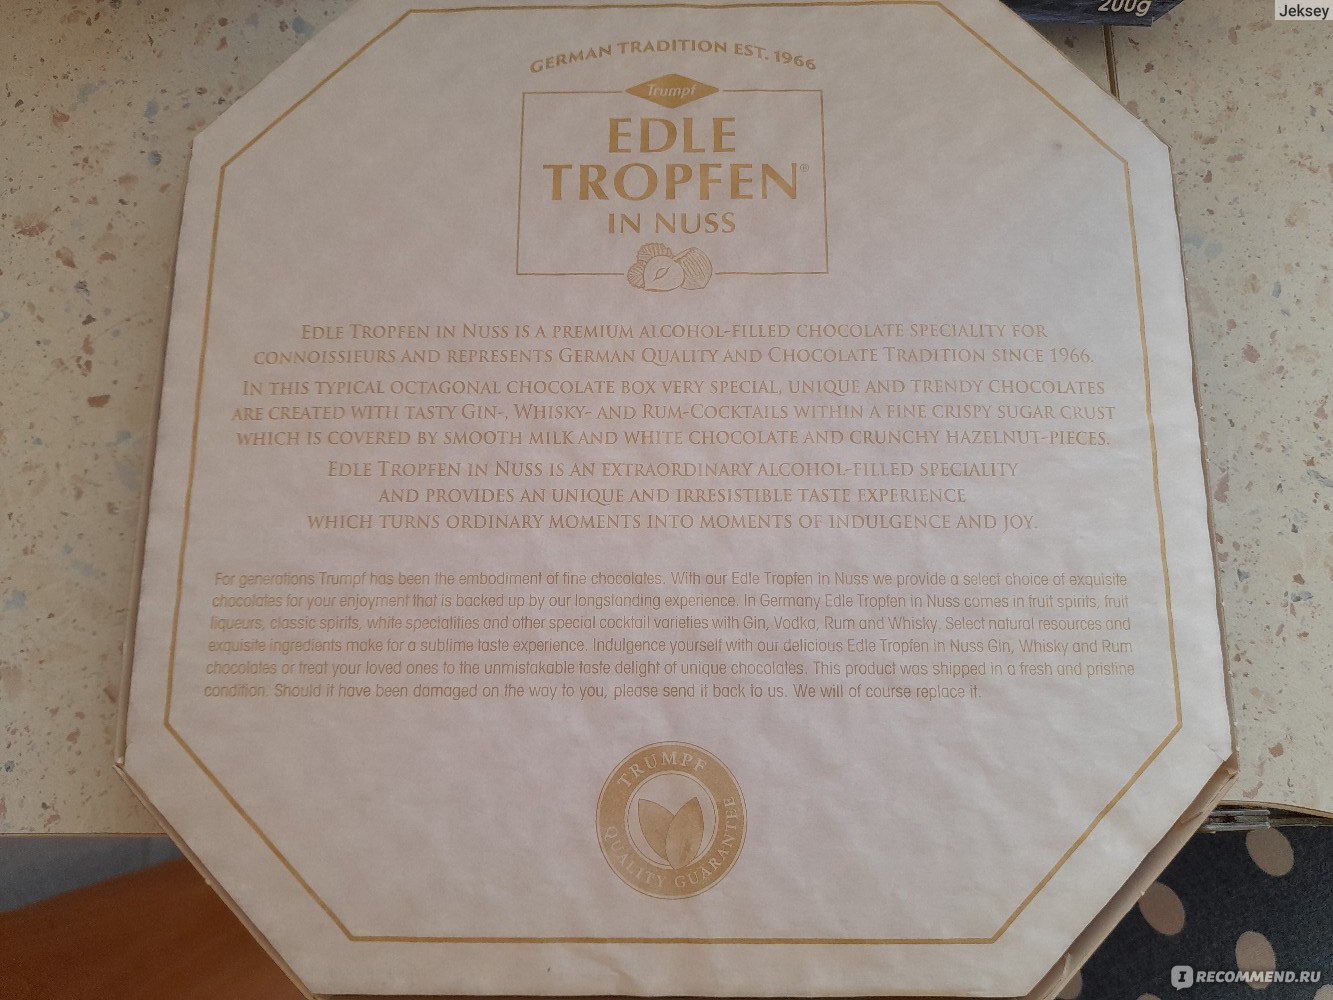 200g
Jeksey
GERMAN TRADITION EST. 1966
Trumpf
EDLE
TROPFEN®
IN NUSS
EDLE TROPFEN IN NUSS IS A PREMIUM ALCOHOL-FILLED CHOCOLATE SPECIALITY FOR
CONNOISSIEURS AND REPRESENTS GERMAN QUALITY AND CHOCOLATE TRADITION SINCE 1966.
IN THIS TYPICAL OCTAGONAL CHOCOLATE BOX VERY SPECIAL, UNIQUE AND TRENDY CHOCOLATES
ARE CREATED WITH TASTY GIN-, WHISKY- AND RUM-COCKTAILS WITHIN A FINE CRISPY SUGAR CRUST
WHICH IS COVERED BY SMOOTH MILK AND WHITE CHOCOLATE AND CRUNCHY HAZELNUT-PIECES.
EDLE TROPFEN IN NUSS IS AN EXTRAORDINARY ALCOHOL-FILLED SPECIALITY
AND PROVIDES AN UNIQUE AND IRRESISTIBLE TASTE EXPERIENCE
WHICH TURNS ORDINARY MOMENTS INTO MOMENTS OF INDULGENCE AND JOY.
For generations Trumpf has been the embodiment of fine chocolates. With our Edle Tropfen in Nuss we provide a select choice of exquisite
chocolates for your enjoyment that is backed up by our longstanding experience. In Germany Edle Tropfen in Nuss comes in fruit spirits, fruit
liqueurs, classic spirits, white specialities and other special cocktail varieties with Gin, Vodka, Rum and Whisky. Select natural resources and
exquisite ingredients make for a sublime taste experience. Indulgence yourself with our delicious Edle Tropfen in Nuss Gin, Whisky and Rum
chocolates or treat your loved ones to the unmistakable taste delight of unique chocolates. This product was shipped in a fresh and pristine
condition. Should it have been damaged on the way to you, please send it back to us. We will of course replace it.
TRUMPF
QUALITY GUARANTEE
RECOMMEND.RU